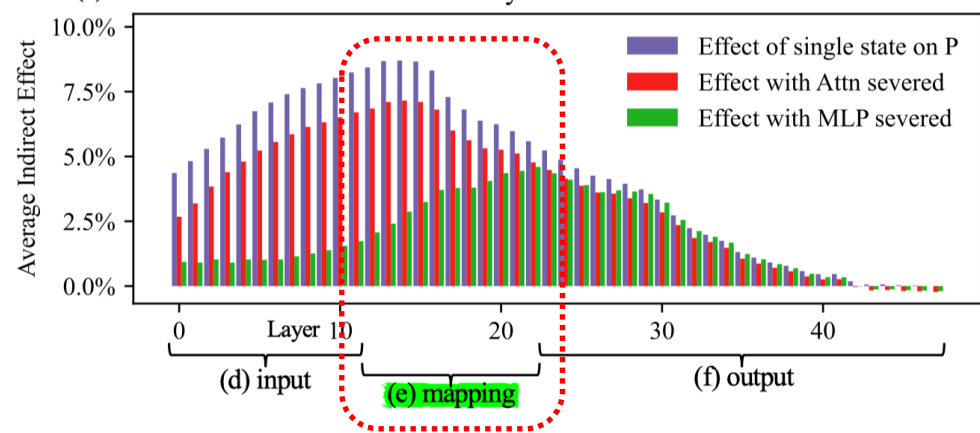 10.0%
7.5%
5.0%
2.5%
0.0%
Average Indirect Effect
Effect of single state on P
Effect with Attn severed
Effect with MLP severed
0 Layer 10 20 30 40
(d) input
(e) mapping
(f) output